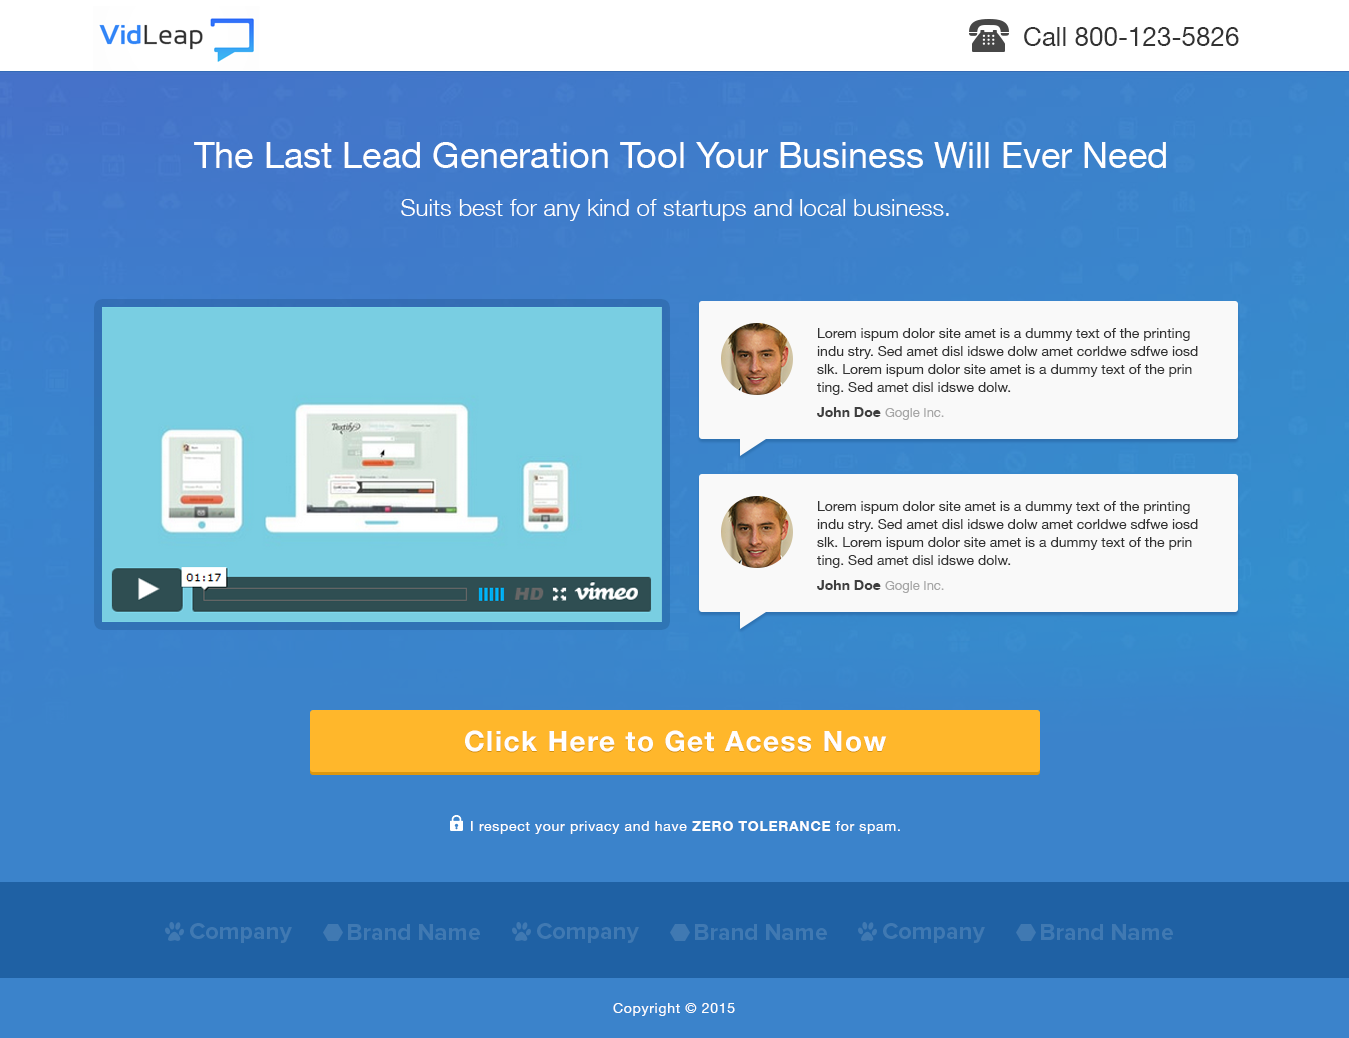 VidLeap
Call 800-123-5826
The Last Lead Generation Tool Your Business Will Ever Need
Suits best for any kind of startups and local business.
Textify
01:17
HD
vimeo
Lorem ispum dolor site amet is a dummy text of the printing
indu stry. Sed amet disl idswe dolw amet corldwe sdfwe iosd
slk. Lorem ispum dolor site amet is a dummy text of the prin
ting. Sed amet disl idswe dolw.
John Doe Gogle Inc.
Lorem ispum dolor site amet is a dummy text of the printing
indu stry. Sed amet disl idswe dolw amet corldwe sdfwe iosd
slk. Lorem ispum dolor site amet is a dummy text of the prin
ting. Sed amet disl idswe dolw.
John Doe Gogle Inc.
Click Here to Get Acess Now
I respect your privacy and have ZERO TOLERANCE for spam.
Company Brand Name Company Brand Name Company Brand Name
Copyright © 2015